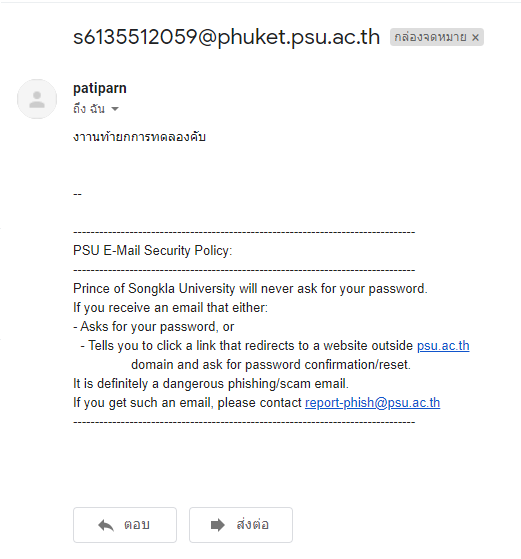 s6135512059@phuket.psu.ac.th กล่องจดหมาย ×
patiparn
ถึง ฉัน
งาานท้ายกการทดลองคับ
--
------------------------------------------------------------------------------
PSU E-Mail Security Policy:
------------------------------------------------------------------------------
Prince of Songkla University will never ask for your password.
If you receive an email that either:
- Asks for your password, or
- Tells you to click a link that redirects to a website outside psu.ac.th
domain and ask for password confirmation/reset.
It is definitely a dangerous phishing/scam email.
If you get such an email, please contact report-phish@psu.ac.th
------------------------------------------------------------------------------
ตอบ ส่งต่อ